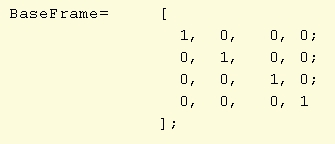 BaseFrame= [
1, 0, 0, 0;
0, 1, 0, 0;
0, 0, 1, 0;
0, 0, 0, 1
];